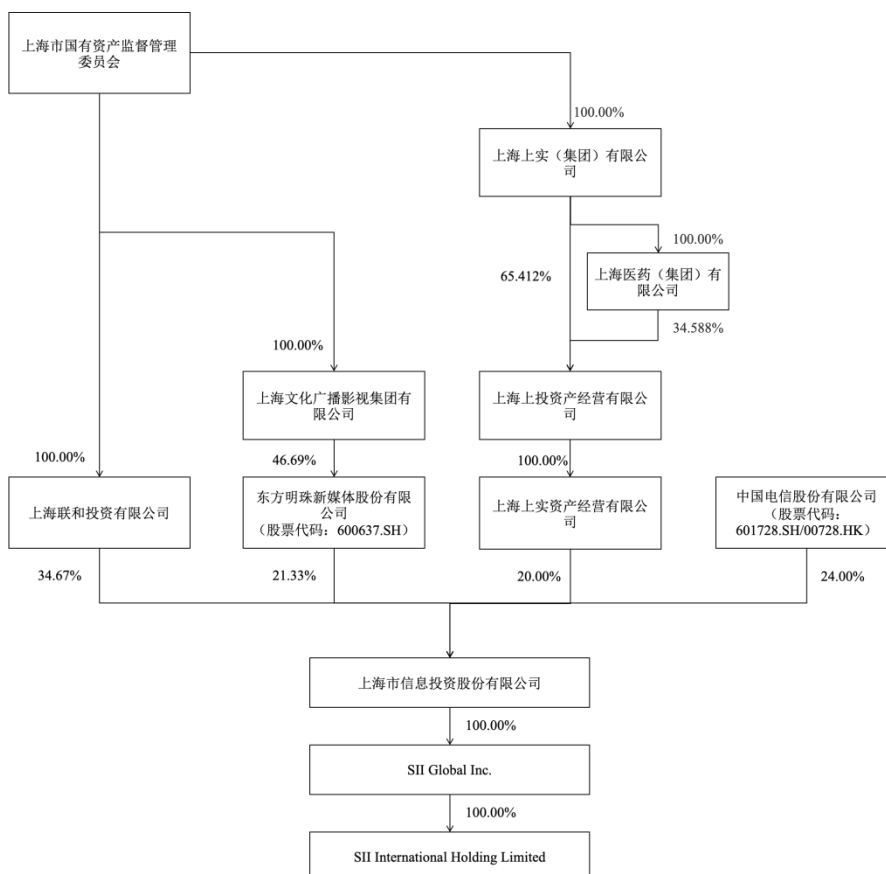 上海市国有资产监督管理
委员会
100.00%
上海上实（集团）有限公
司
100.00%
65.412%
上海医药（集团）有
限公司
34.588%
100.00%
上海文化广播影视集团有
限公司
上海上投资产经营有限公
司
100.00%
46.69%
100.00%
上海联和投资有限公司
东方明珠新媒体股份有限
公司
（股票代码：600637.SH）
上海上实资产经营有限公
司
中国电信股份有限公司
（股票代码：
601728.SH/00728.HK）
34.67%
21.33%
20.00%
24.00%
上海市信息投资股份有限公司
100.00%
SII Global Inc.
100.00%
SII International Holding Limited